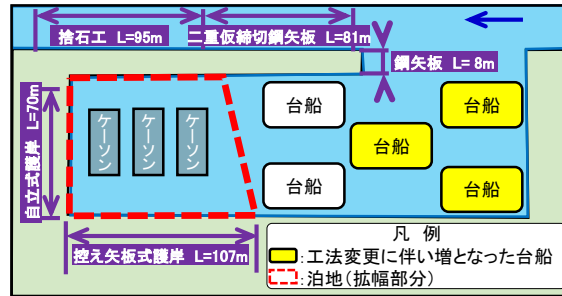 捨石工 L=95m
二重仮締切鋼矢板 L=81m
鋼矢板 L= 8m
自立式護岸 L=70m
ケーソン
ケーソン
ケーソン
台船
台船
台船
台船
台船
控え矢板式護岸 L=107m
凡 例
:工法変更に伴い増となった台船
:泊地(拡幅部分)